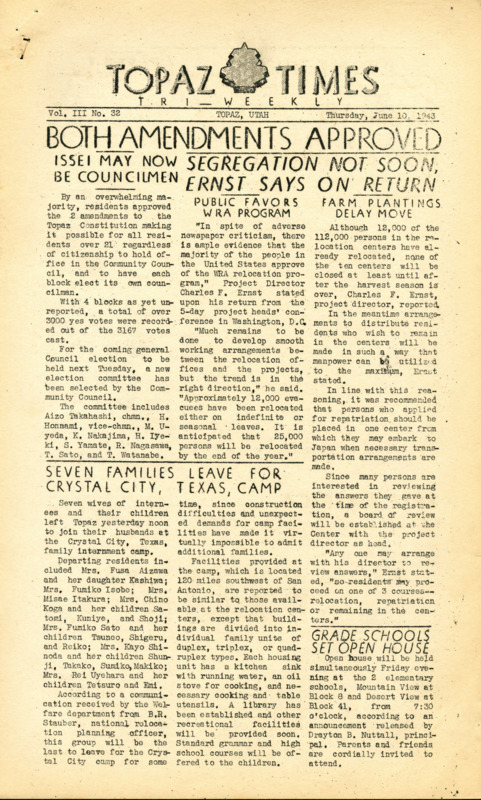 TOPAZ TIMES
TRI-WEEKLY
Vol. III No. 32
TOPAZ, UTAH
Thursday, June 10, 1943
BOTH AMENDMENTS APPROVED
ISSEI MAY NOW
BE COUNCILMEN
By an overwhelming ma-
jority, residents approved
the 2 amendments to the
Topaz Constitution making
it possible for all resi-
dents over 21 regardless
of citizenship to hold of-
fice in the Community Coun-
cil, and to have each
block elect its own coun-
cilman.
With 4 blocks as yet un-
reported, a total of over
3000 yes votes were record-
ed out of the 3167 votes
cast.
For the coming general
Council election to be
held next Tuesday, a new
election committee has
been selected by the Com-
munity Council.
The committee includes
Aizo Takahashi, chmn., H.
Honnami, vice-chmn., M. U-
yeda, K. Nakajima, H. Iye-
ki, S. Yamate, R. Nagasawa,
T. Sato, and T. Watanabe.
SEGREGATION NOT SOON,
ERNST SAYS ON RETURN
PUBLIC FAVORS
WRA PROGRAM
"In spite of adverse
newspaper criticism, there
is ample evidence that the
majority of the people in
the United States approve
of the WRA relocation pro-
gram," Project Director
Charles F. Ernst stated
upon his return from the
5-day project heads' con-
ference in Washington, D.C.
"Much remains to be
done to develop smooth
working arrangements be-
tween the relocation of-
fices and the projects,
but the trend is in the
right direction," he said.
"Approximately 12,000 eva-
cuees have been relocated
either on indefinite or
seasonal leaves. It is
anticipated that 25,000
persons will be relocated
by the end of the year."
FARM PLANTINGS
DELAY MOVE
Although 12,000 of the
112,000 persons in the re-
location centers have al-
ready relocated, none of
the ten centers will be
closed at least until af-
ter the harvest season is
over, Charles F. Ernst,
project director, reported.
In the meantime arrange-
ments to distribute resi-
dents who wish to remain
in the centers will be
made in such a way that
manpower can be utilized
to the maximum, Ernst
stated.
In line with this rea-
soning, it was recommended
that persons who applied
for repatriation should be
placed in one center from
which they may embark to
Japan when necessary trans-
portation arrangements are
made.
Since many persons are
interested in reviewing
the answers they gave at
the time of the registra-
tion, a board of review
will be established at the
Center with the project
director as head.
"Any one may arrange
with his director to re-
view answers," Ernst stat-
ed, "so residents may pro-
ceed on one of 3 courses--
relocation, repatriation
or remaining in the cen-
ters."
SEVEN FAMILIES LEAVE FOR
CRYSTAL CITY, TEXAS, CAMP
Seven wives of intern-
ees and their children
left Topaz yesterday noon
to join their husbands at
the Crystal City, Texas,
family internment camp.
Departing residents in-
cluded Mrs. Fusa Aizawa
and her daughter Kashiwa;
Mrs. Fumiko Isobe; Mrs.
Misae Itakura; Mrs. Chino
Koga and her children Sa-
tomi, Kuniye, and Shoji;
Mrs. Fumiko Sato and her
children Tsuneo, Shigeru,
and Reiko; Mrs. Kayo Shi-
noda and her children Shun-
ji, Takako, Sumiko, Makiko;
Mrs. Rei Uyehara and her
children Tetsuro and Emi.
According to a communi-
cation received by the Wel-
fare department from B.R.
Stauber, national reloca-
tion planning officer,
this group will be the
last to leave for the Crys-
tal City camp for some
time, since construction
difficulties and unexpect-
ed demands for camp faci-
lities have made it vir-
tually impossible to admit
additional families.
Facilities provided at
the camp, which is located
120 miles southwest of San
Antonio, are reported to
be similar to those avail-
able at the relocation cen-
ters, except that build-
ings are divided into in-
dividual family units of
duplex, triplex, or quad-
ruplex types. Each housing
unit has a kitchen sink
with running water, an oil
stove for cooking, and ne-
cessary cooking and table
utensils. A library has
been established and other
recreational facilities
will be provided soon.
Standard grammar and high
school courses will be of-
fered to the children.
GRADE SCHOOLS
SET OPEN HOUSE
Open house will be held
simultaneously Friday eve-
ning at the 2 elementary
schools, Mountain View at
Block 8 and Desert View at
Block 41, from 7:30
o'clock, according to an
announcement released by
Drayton B. Nuttall, princi-
pal. Parents and friends
are cordially invited to
attend.